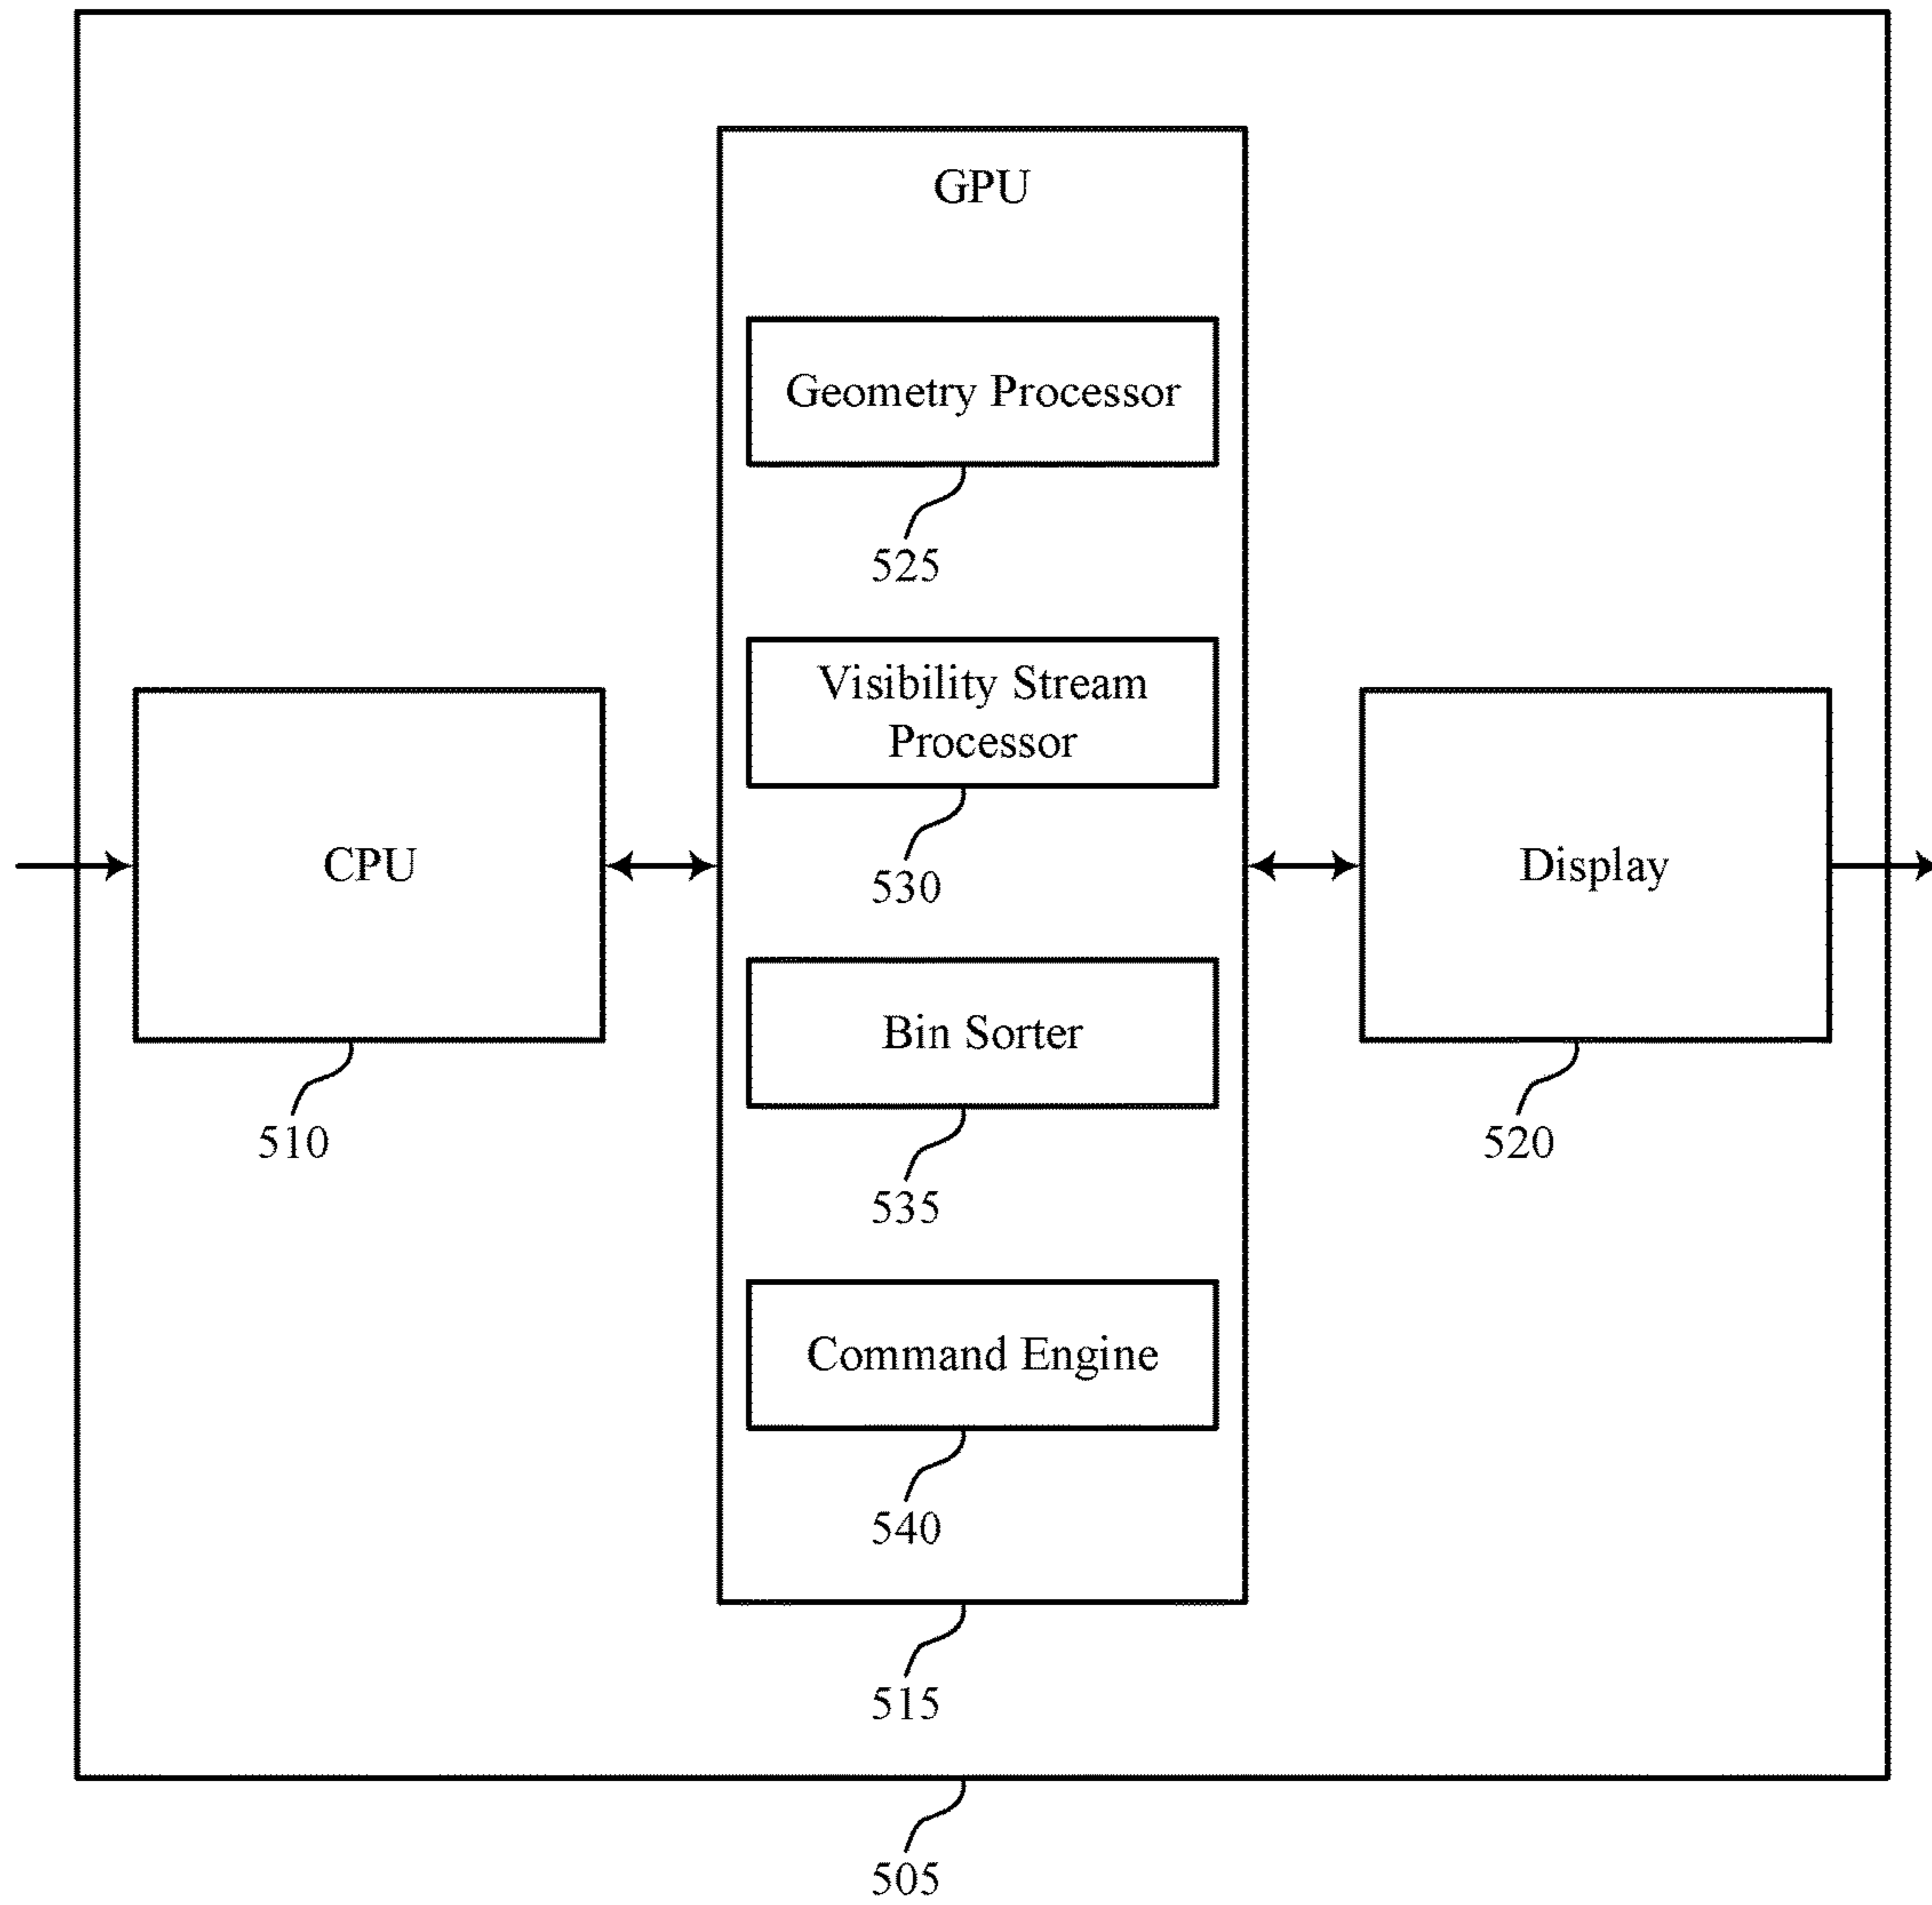 GPU
Geometry Processor
525
Visibility Stream
Processor
530
CPU
Display
Bin Sorter
510
520
535
Command Engine
540
515
505